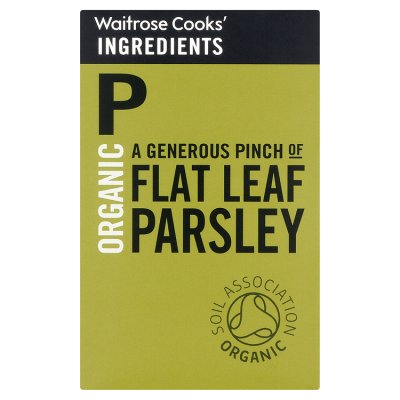 Waitrose Cooks'
INGREDIENTS
P
ORGANIC
A GENEROUS PINCH OF
FLAT LEAF
PARSLEY
SOIL ASSOCIATION
ORGANIC